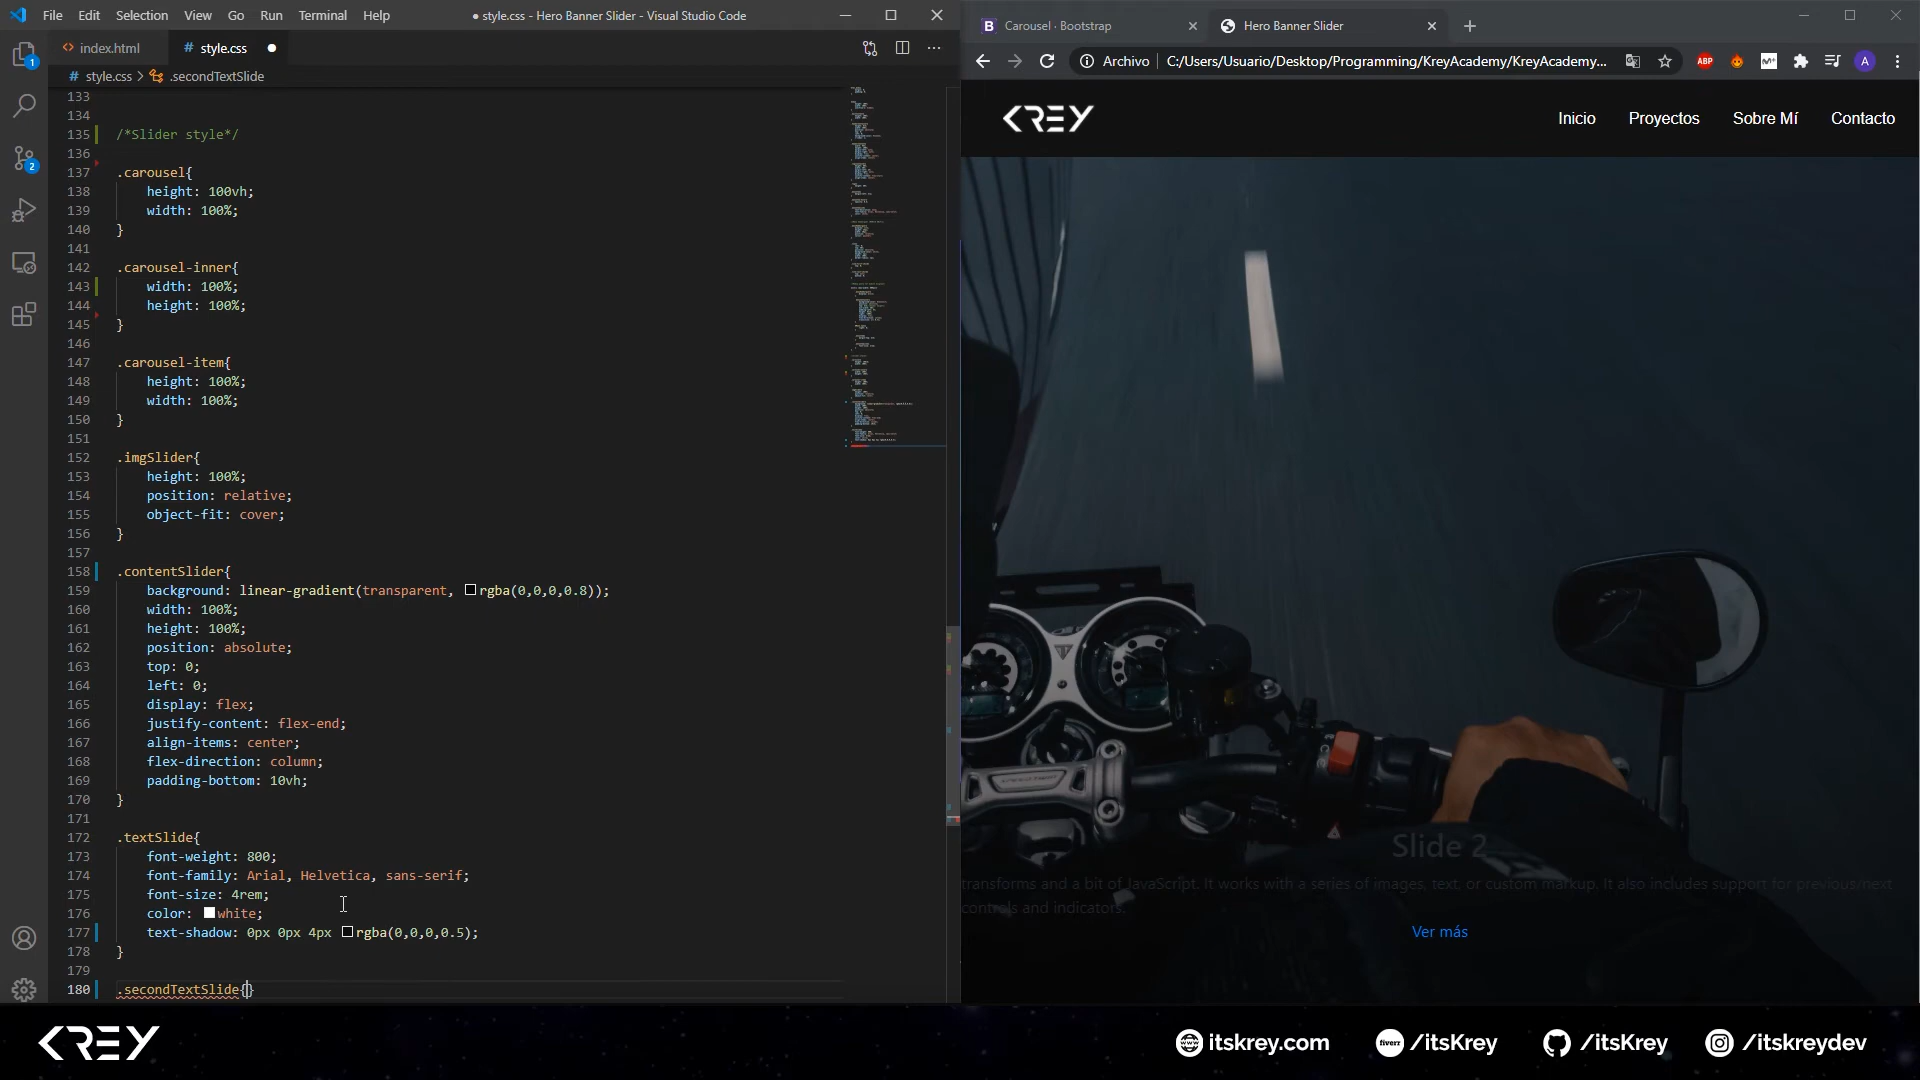 File Edit Selection View Go Run Terminal Help
● style.css - Hero Banner Slider - Visual Studio Code
index.html
# style.css ●
# style.css > .secondTextSlide
133
134
135 /*Slider style*/
136
137 .carousel{
138 height: 100vh;
139 width: 100%;
140 }
141
142 .carousel-inner{
143 width: 100%;
144 height: 100%;
145 }
146
147 .carousel-item{
148 height: 100%;
149 width: 100%;
150 }
151
152 .imgSlider{
153 height: 100%;
154 position: relative;
155 object-fit: cover;
156 }
157
158 .contentSlider{
159 background: linear-gradient(transparent, rgba(0,0,0,0.8));
160 width: 100%;
161 height: 100%;
162 position: absolute;
163 top: 0;
164 left: 0;
165 display: flex;
166 justify-content: flex-end;
167 align-items: center;
168 flex-direction: column;
169 padding-bottom: 10vh;
170 }
171
172 .textSlide{
173 font-weight: 800;
174 font-family: Arial, Helvetica, sans-serif;
175 font-size: 4rem;
176 color: white;
177 text-shadow: 0px 0px 4px rgba(0,0,0,0.5);
178 }
179
180 .secondTextSlide{}
1
2
B Carousel · Bootstrap
Hero Banner Slider
Archivo | C:/Users/Usuario/Desktop/Programming/KreyAcademy/KreyAcademy...
ABP
A
KREY
Inicio Proyectos Sobre Mí Contacto
Slide 2
transforms and a bit of JavaScript. It works with a series of images, text, or custom markup. It also includes support for previous/next
controls and indicators.
Ver más
KREY
itskrey.com
fiverr /itsKrey
/itsKrey
/itskreydev